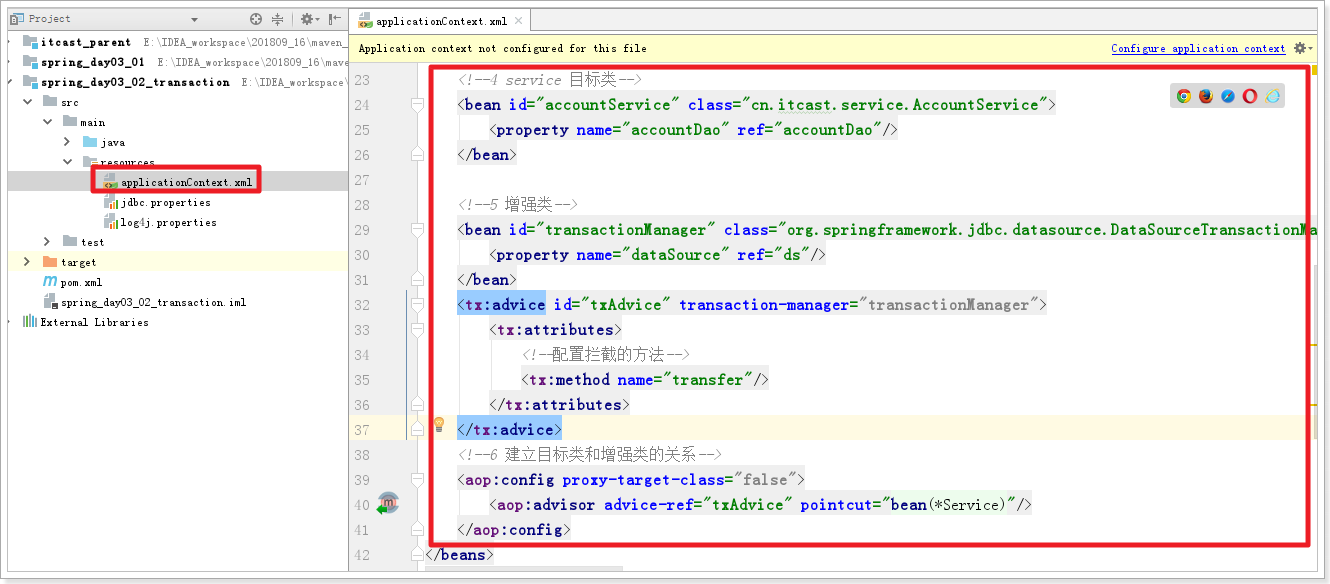 Project
applicationContext.xml
itcast_parent E:\IDEA_workspace\201809_16\maven_
spring_day03_01 E:\IDEA_workspace\201809_16\mave
spring_day03_02_transaction E:\IDEA_workspace
src
main
java
resources
applicationContext.xml
jdbc.properties
log4j.properties
test
target
pom.xml
spring_day03_02_transaction.iml
External Libraries
Application context not configured for this file Configure application context
23 <!--4 service 目标类-->
24 <bean id="accountService" class="cn.itcast.service.AccountService">
25 <property name="accountDao" ref="accountDao"/>
26 </bean>
27
28 <!--5 增强类-->
29 <bean id="transactionManager" class="org.springframework.jdbc.datasource.DataSourceTransactionMa
30 <property name="dataSource" ref="ds"/>
31 </bean>
32 <tx:advice id="txAdvice" transaction-manager="transactionManager">
33 <tx:attributes>
34 <!--配置拦截的方法-->
35 <tx:method name="transfer"/>
36 </tx:attributes>
37 </tx:advice>
38 <!--6 建立目标类和增强类的关系-->
39 <aop:config proxy-target-class="false">
40 <aop:advisor advice-ref="txAdvice" pointcut="bean(*Service)"/>
41 </aop:config>
42 </beans>